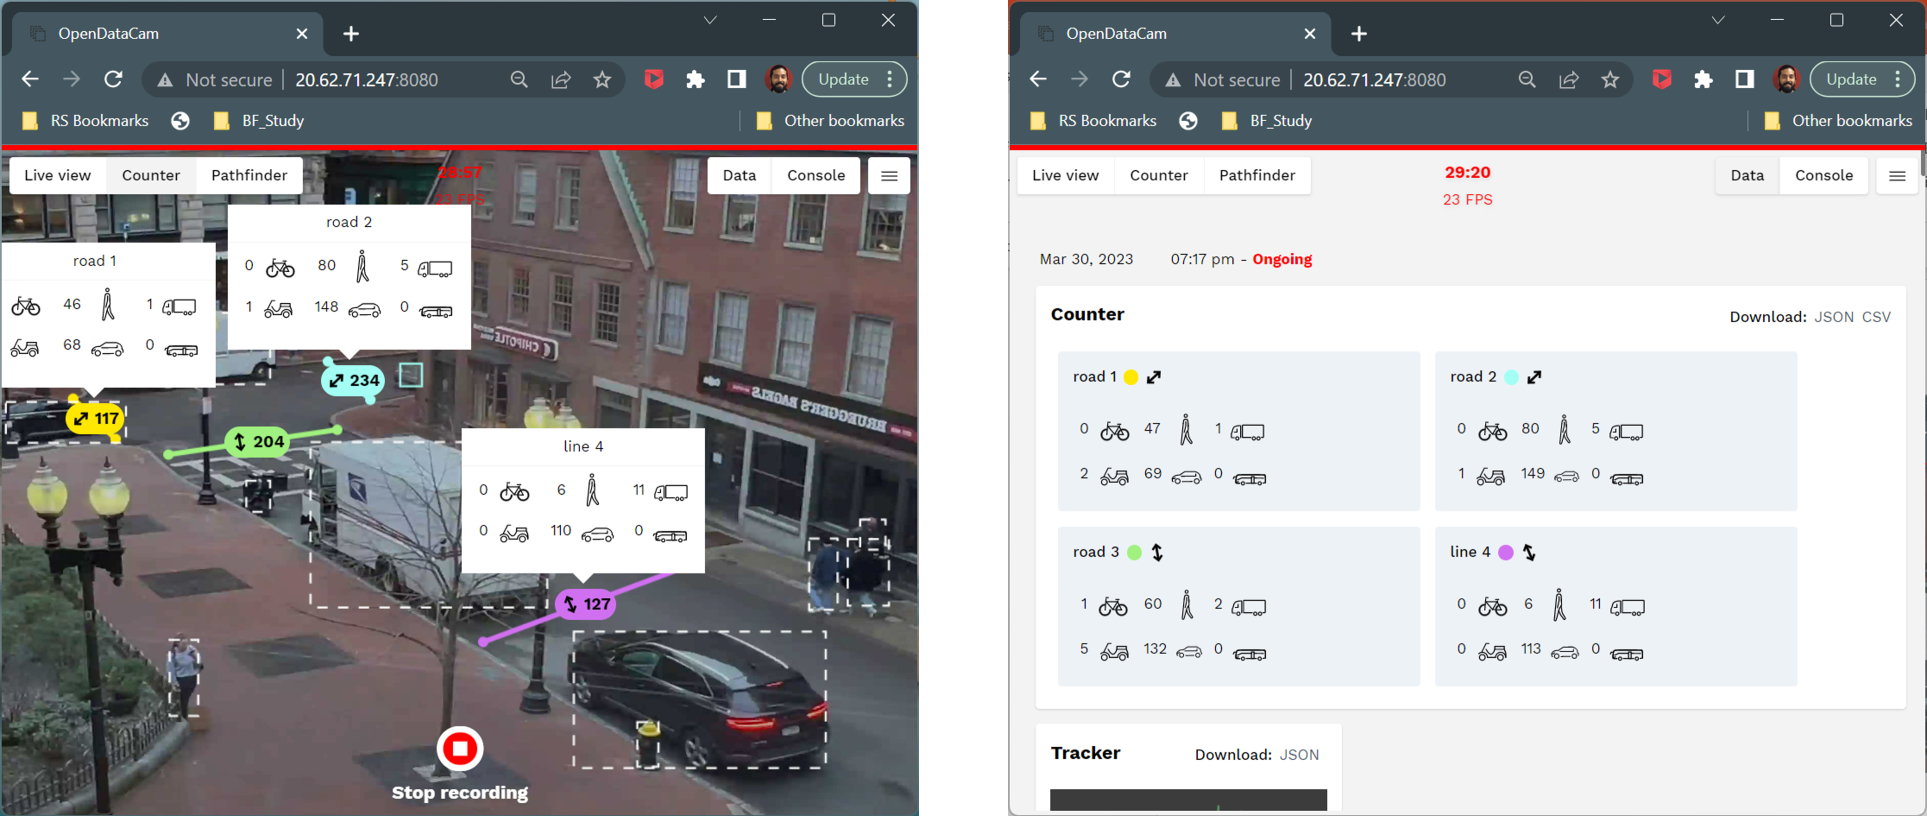 OpenDataCam
Not secure 20.62.71.247:8080
Update
RS Bookmarks
BF_Study
Other bookmarks
Live view
Counter
Pathfinder
28:57
23 FPS
Data
Console
road 2
0 80 5
1 148 0
road 1
46 1
68 0
CHIPOTLE
234
117
204
BRUEGGER'S BAGELS
line 4
0 6 11
0 110 0
127
Stop recording
OpenDataCam
Not secure 20.62.71.247:8080
Update
RS Bookmarks
BF_Study
Other bookmarks
Live view
Counter
Pathfinder
29:20
23 FPS
Data
Console
Mar 30, 2023 07:17 pm - Ongoing
Counter
Download: JSON CSV
road 1
0 47 1
2 69 0
road 2
0 80 5
1 149 0
road 3
1 60 2
5 132 0
line 4
0 6 11
0 113 0
Tracker
Download: JSON